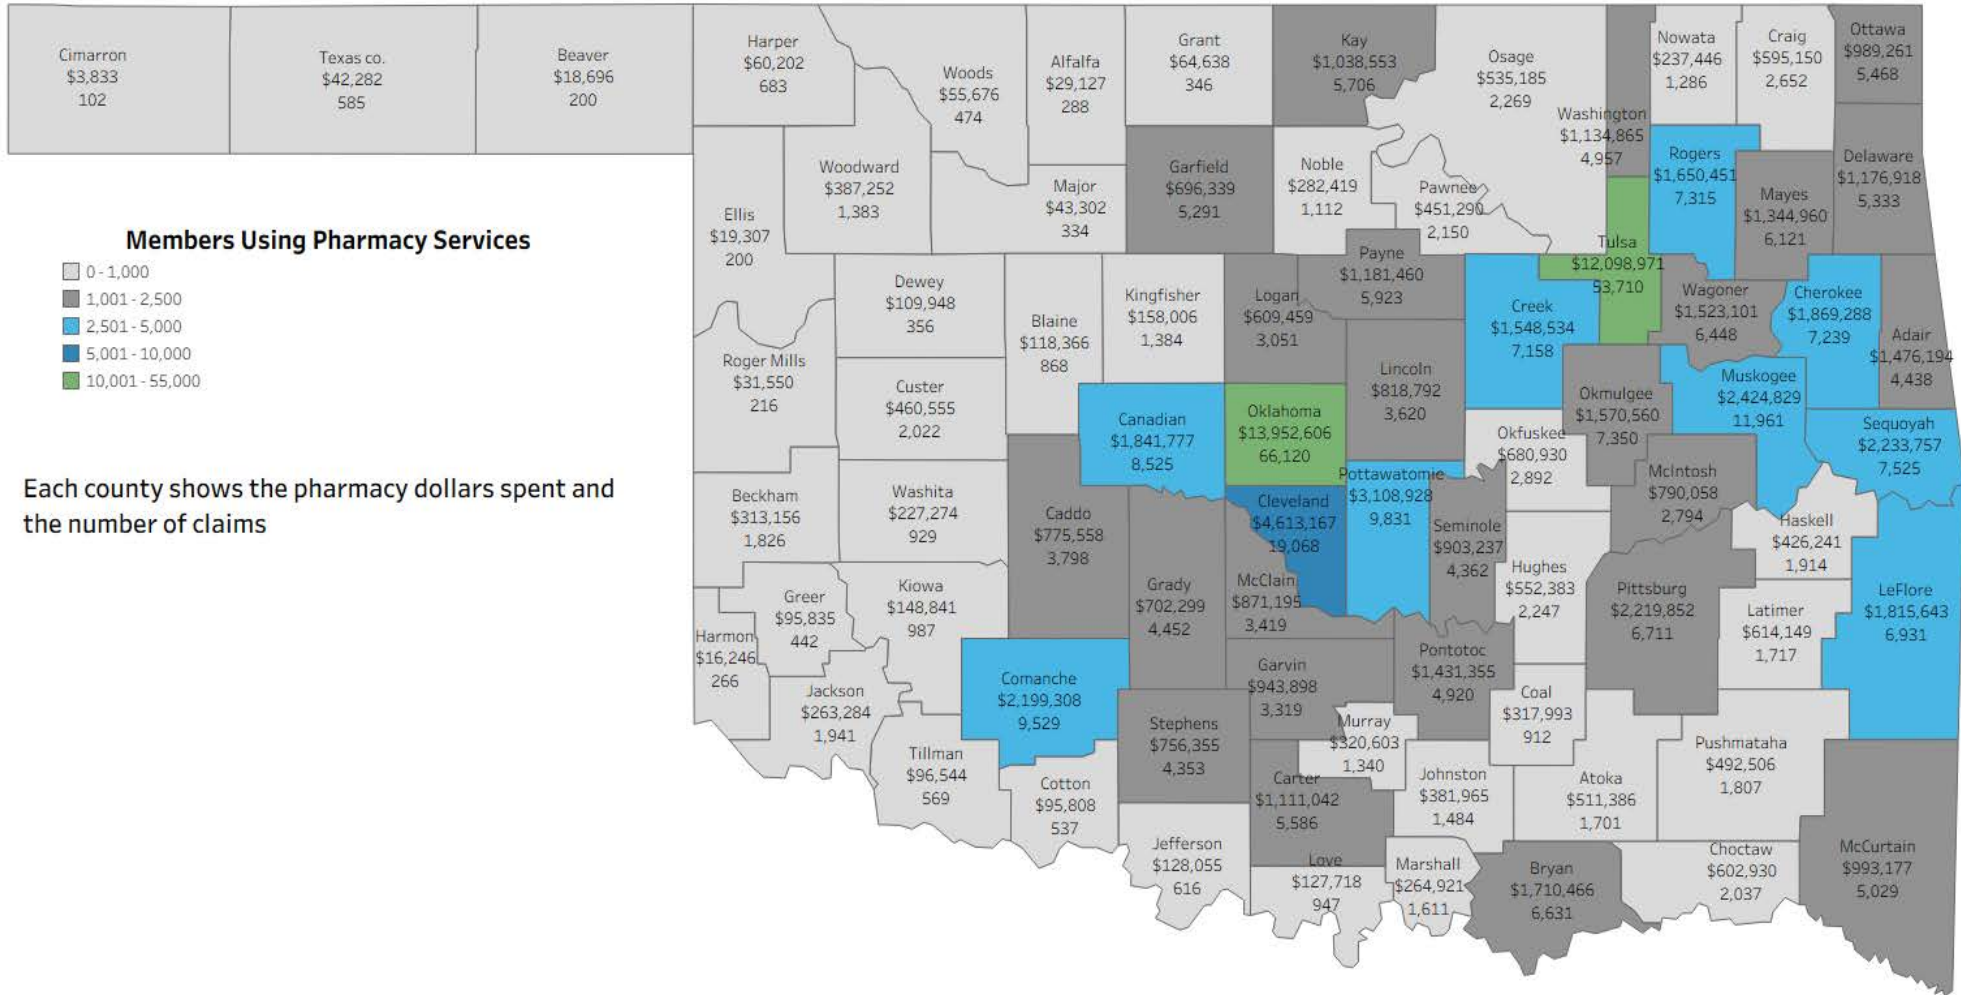 Cimarron
$3,833
102
Texas co.
$42,282
585
Beaver
$18,696
200
Harper
$60,202
683
Woods
$55,676
474
Alfalfa
$29,127
288
Grant
$64,638
346
Kay
$1,038,553
5,706
Osage
$535,185
2,269
Washington
$1,134,865
4,957
Nowata
$237,446
1,286
Craig
$595,150
2,652
Ottawa
$989,261
5,468
Ellis
$19,307
200
Woodward
$387,252
1,383
Major
$43,302
334
Garfield
$696,339
5,291
Noble
$282,419
1,112
Pawnee
$451,290
2,150
Rogers
$1,650,451
7,315
Mayes
$1,344,960
6,121
Delaware
$1,176,918
5,333
Members Using Pharmacy Services
0 - 1,000
1,001 - 2,500
2,501 - 5,000
5,001 - 10,000
10,001 - 55,000
Each county shows the pharmacy dollars spent and
the number of claims
Dewey
$109,948
356
Blaine
$118,366
868
Kingfisher
$158,006
1,384
Logan
$609,459
3,051
Payne
$1,181,460
5,923
Creek
$1,548,534
7,158
Tulsa
$12,098,971
53,710
Wagoner
$1,523,101
6,448
Cherokee
$1,869,288
7,239
Adair
$1,476,194
4,438
Roger Mills
$31,550
216
Custer
$460,555
2,022
Canadian
$1,841,777
8,525
Oklahoma
$13,952,606
66,120
Lincoln
$818,792
3,620
Okfuskee
$680,930
2,892
Okmulgee
$1,570,560
7,350
Muskogee
$2,424,829
11,961
Sequoyah
$2,233,757
7,525
Beckham
$313,156
1,826
Washita
$227,274
929
Caddo
$775,558
3,798
Grady
$702,299
4,452
Cleveland
$4,613,167
19,068
McClain
$871,195
3,419
Pottawatomie
$3,108,928
9,831
Seminole
$903,237
4,362
Hughes
$552,383
2,247
McIntosh
$790,058
2,794
Haskell
$426,241
1,914
Pittsburg
$2,219,852
6,711
Latimer
$614,149
1,717
LeFlore
$1,815,643
6,931
Harmon
$16,246
266
Greer
$95,835
442
Kiowa
$148,841
987
Jackson
$263,284
1,941
Tillman
$96,544
569
Comanche
$2,199,308
9,529
Cotton
$95,808
537
Stephens
$756,355
4,353
Garvin
$943,898
3,319
Murray
$320,603
1,340
Pontotoc
$1,431,355
4,920
Coal
$317,993
912
Carter
$1,111,042
5,586
Johnston
$381,965
1,484
Atoka
$511,386
1,701
Pushmataha
$492,506
1,807
Jefferson
$128,055
616
Love
$127,718
947
Marshall
$264,921
1,611
Bryan
$1,710,466
6,631
Choctaw
$602,930
2,037
McCurtain
$993,177
5,029